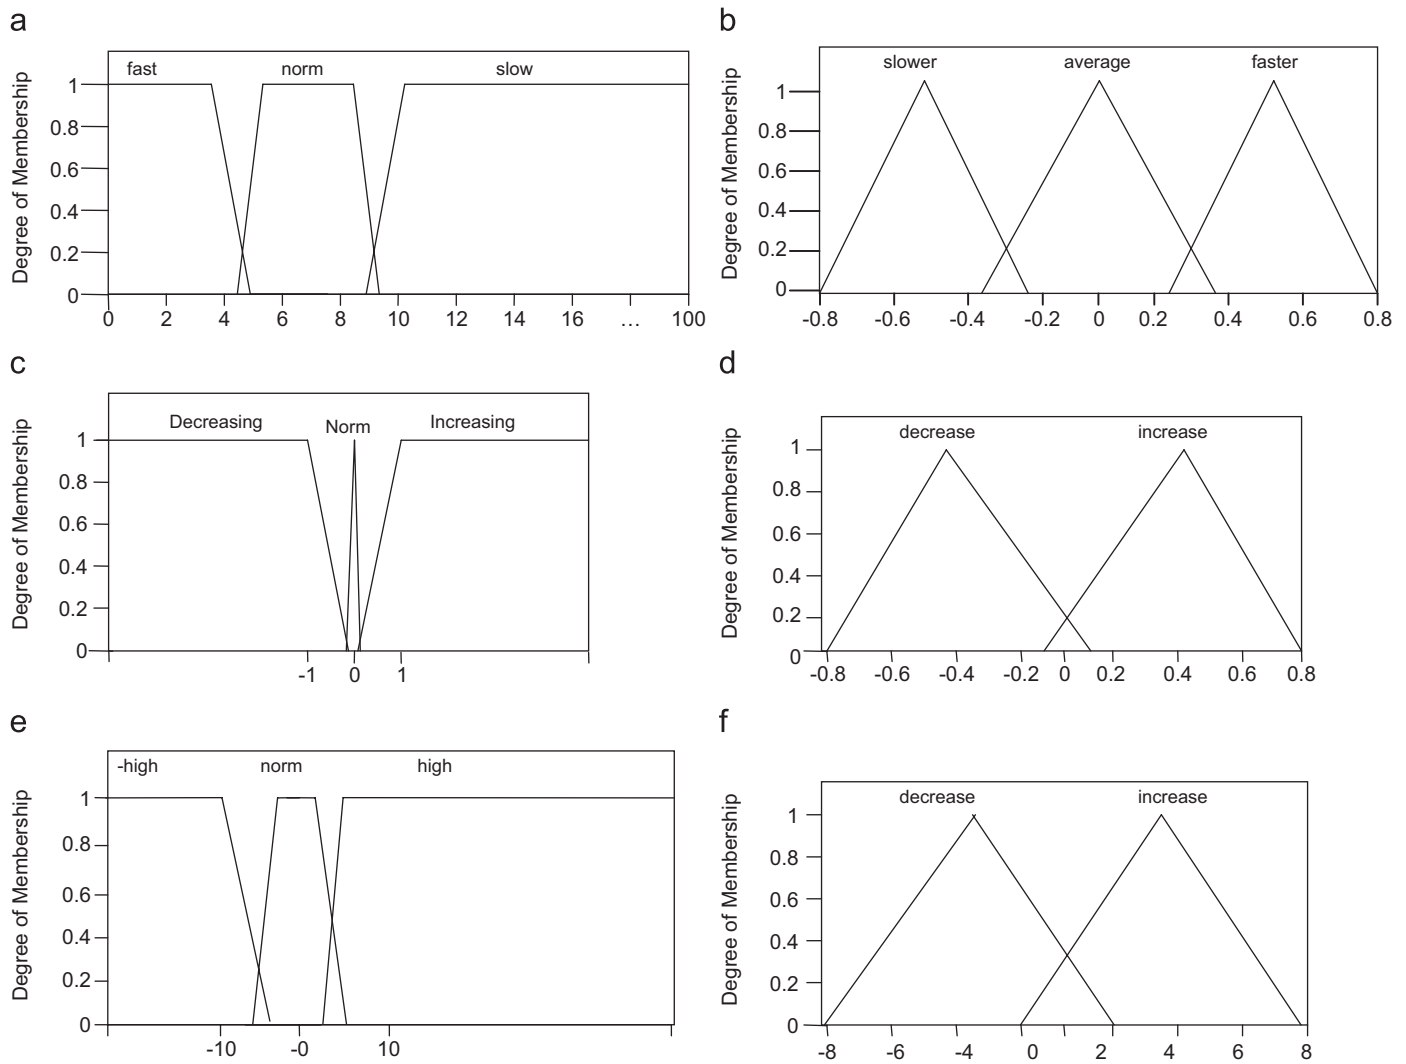 a
Degree of Membership
fast norm slow
1
0.8
0.6
0.4
0.2
0
0 2 4 6 8 10 12 14 16 ... 100
b
Degree of Membership
slower average faster
1
0.8
0.6
0.4
0.2
0
-0.8 -0.6 -0.4 -0.2 0 0.2 0.4 0.6 0.8
c
Degree of Membership
Decreasing Norm Increasing
1
0.8
0.6
0.4
0.2
0
-1 0 1
d
Degree of Membership
decrease increase
1
0.8
0.6
0.4
0.2
0
-0.8 -0.6 -0.4 -0.2 0 0.2 0.4 0.6 0.8
e
Degree of Membership
-high norm high
1
0.8
0.6
0.4
0.2
0
-10 -0 10
f
Degree of Membership
decrease increase
1
0.8
0.6
0.4
0.2
0
-8 -6 -4 0 2 4 6 8